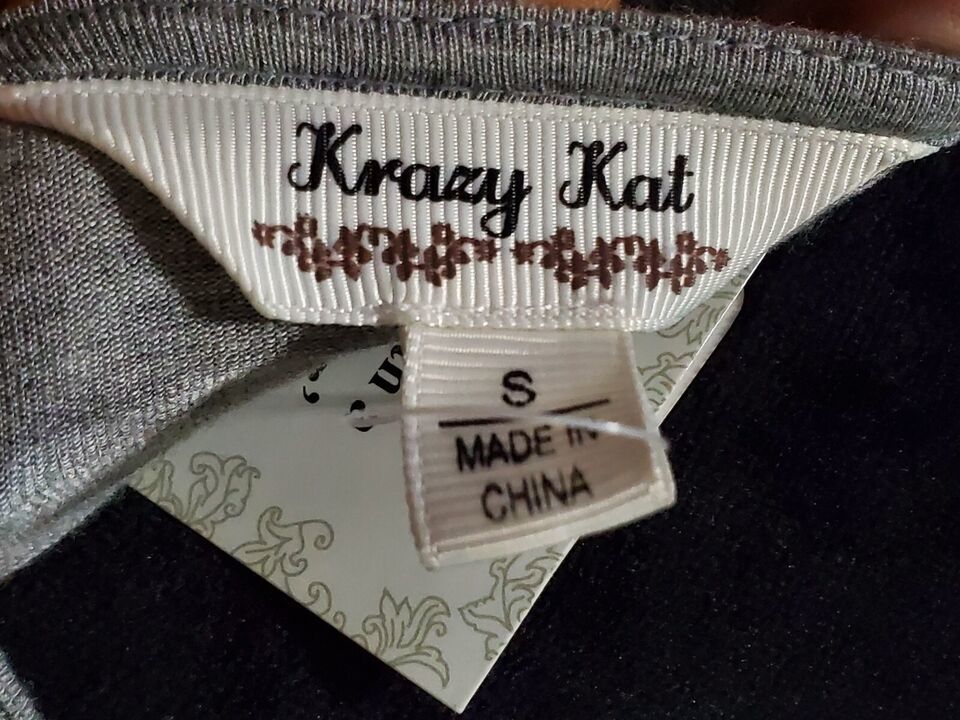 Krazy Kat
S
MADE IN
CHINA